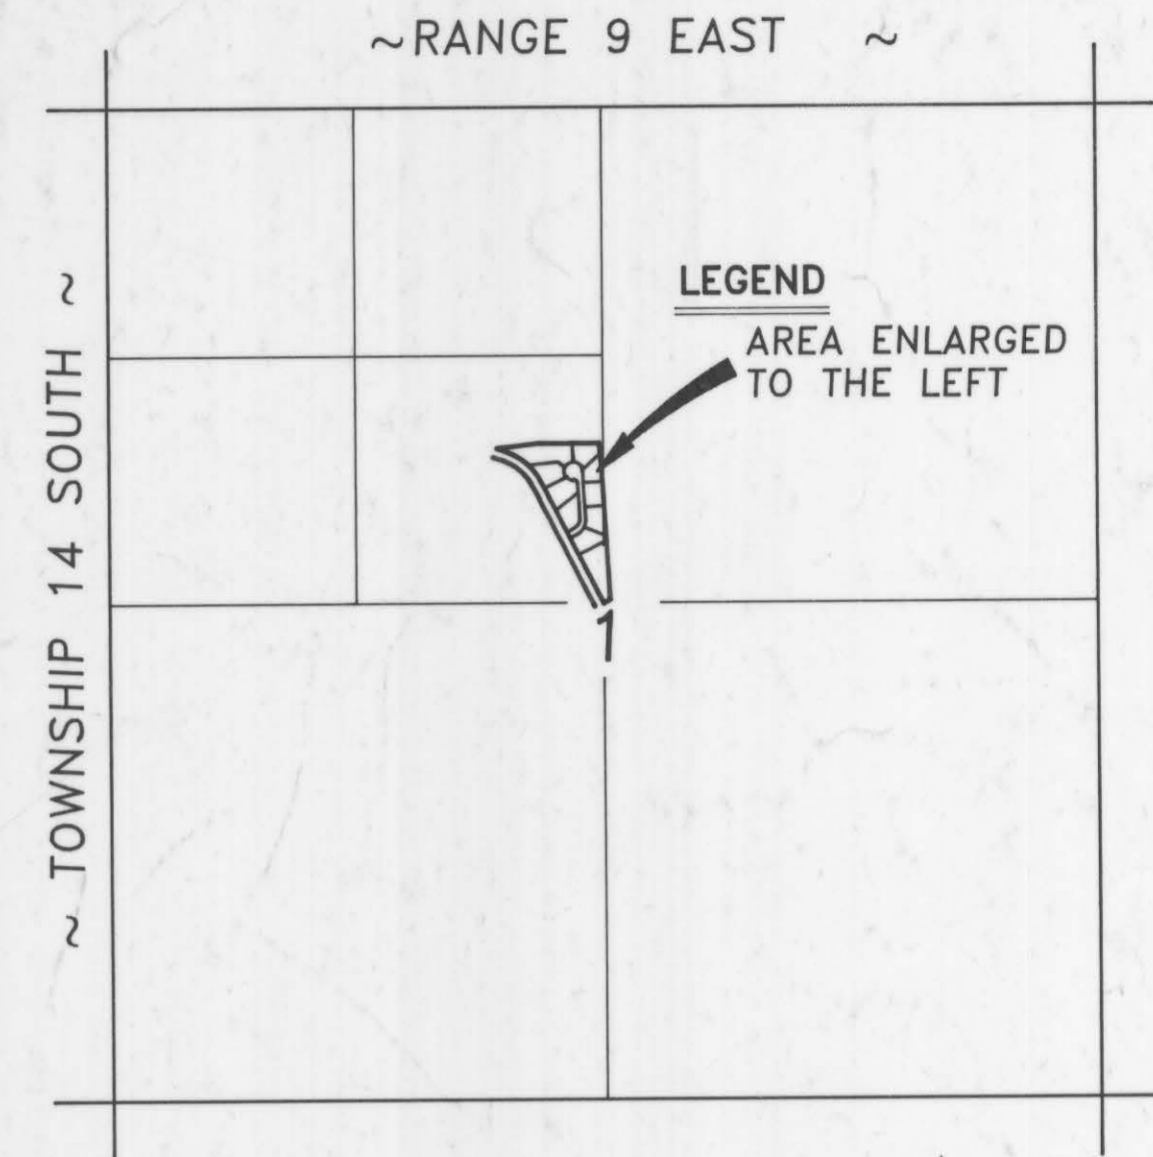 ~RANGE 9 EAST ~
~ TOWNSHIP 14 SOUTH ~
LEGEND
AREA ENLARGED
TO THE LEFT
1